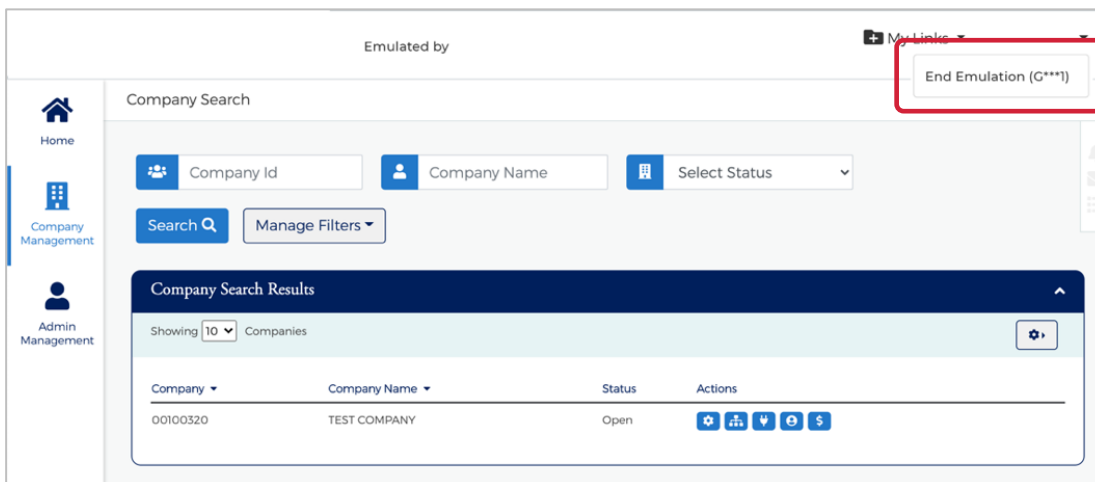 Emulated by
My Links
End Emulation (G***1)
Home
Company Search
Company Id
Company Name
Select Status
Company
Management
Search
Manage Filters
Admin
Management
Company Search Results
Showing 10 Companies
Company
Company Name
Status
Actions
00100320
TEST COMPANY
Open
$